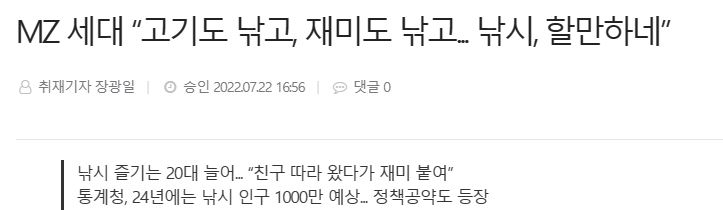 MZ 세대 “고기도 낚고, 재미도 낚고... 낚시, 할만하네”
취재기자 장광일 | 승인 2022.07.22 16:56 | 댓글 0
낚시 즐기는 20대 늘어... “친구 따라 왔다가 재미 붙여”
통계청, 24년에는 낚시 인구 1000만 예상... 정책공약도 등장